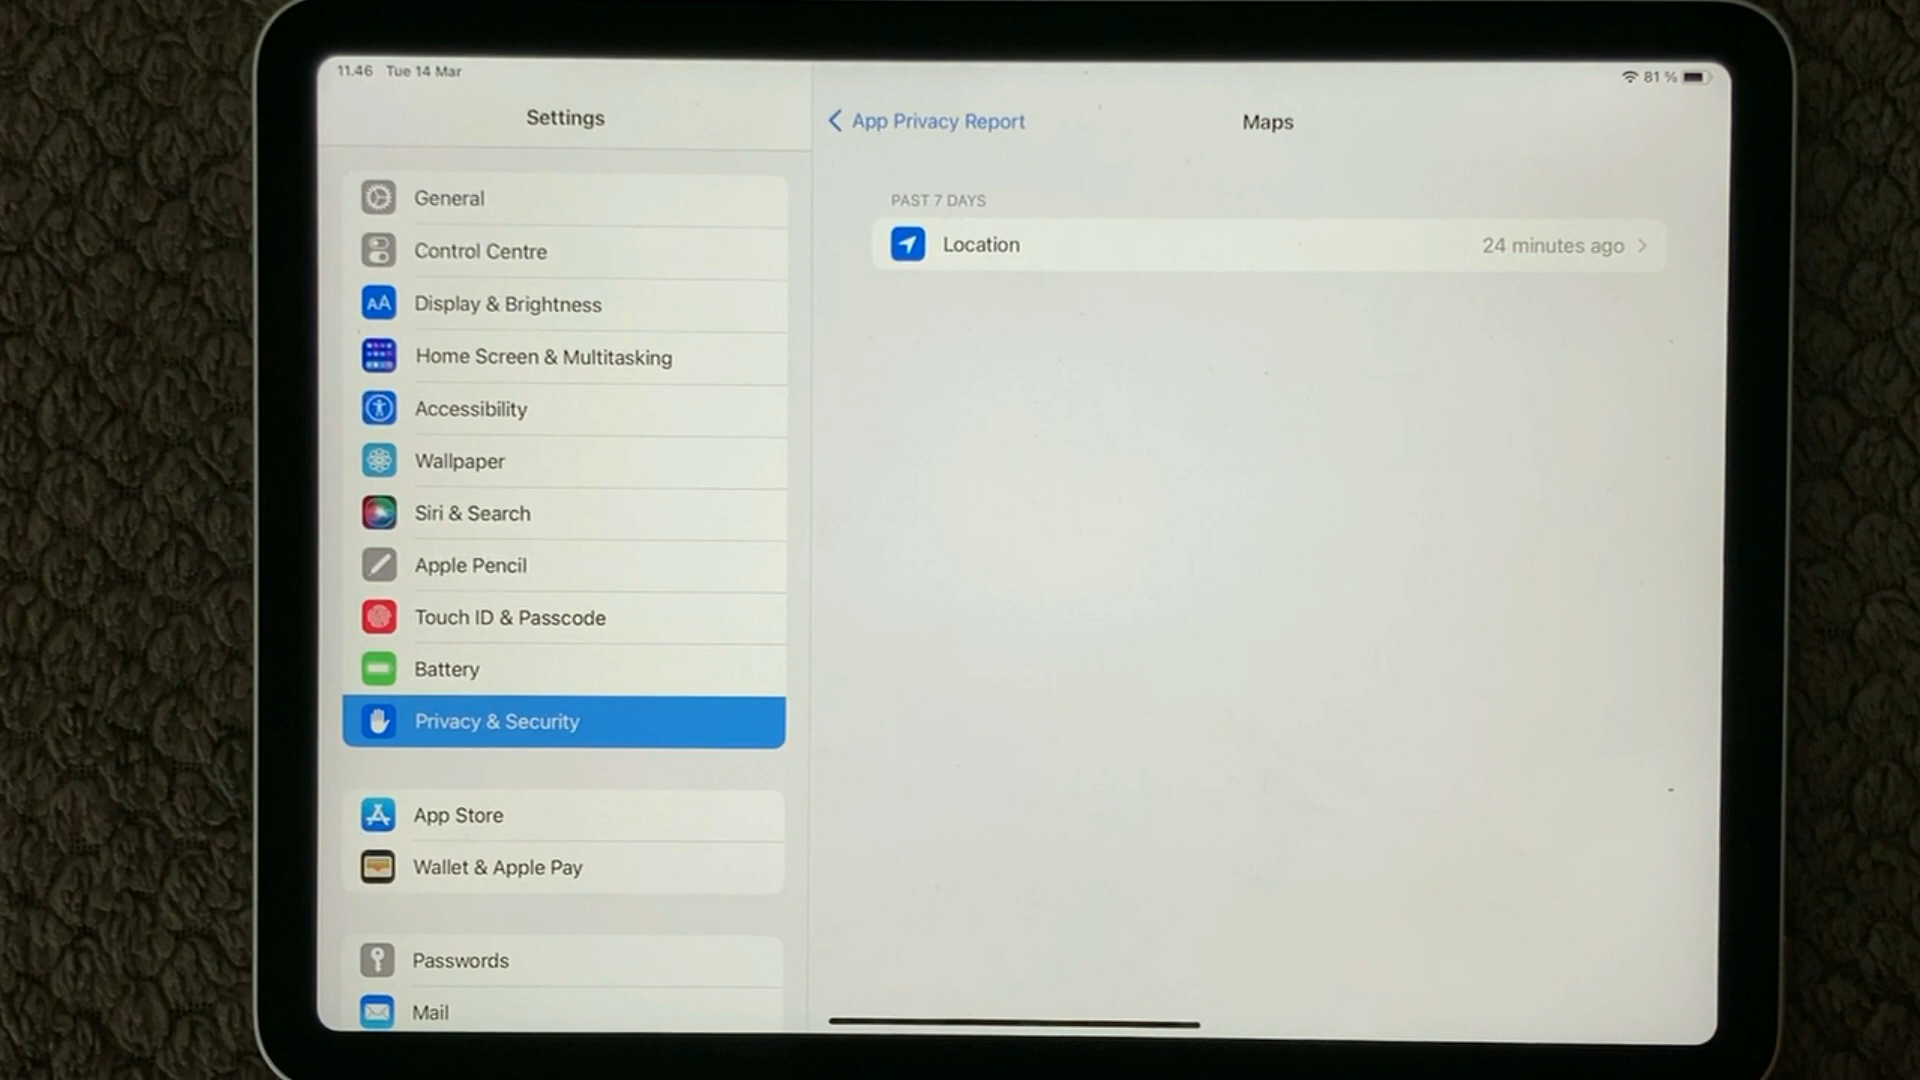 11.46 Tue 14 Mar
81 %
Settings
General
Control Centre
AA Display & Brightness
Home Screen & Multitasking
Accessibility
Wallpaper
Siri & Search
Apple Pencil
Touch ID & Passcode
Battery
Privacy & Security
App Store
Wallet & Apple Pay
Passwords
Mail
App Privacy Report
Maps
PAST 7 DAYS
Location 24 minutes ago